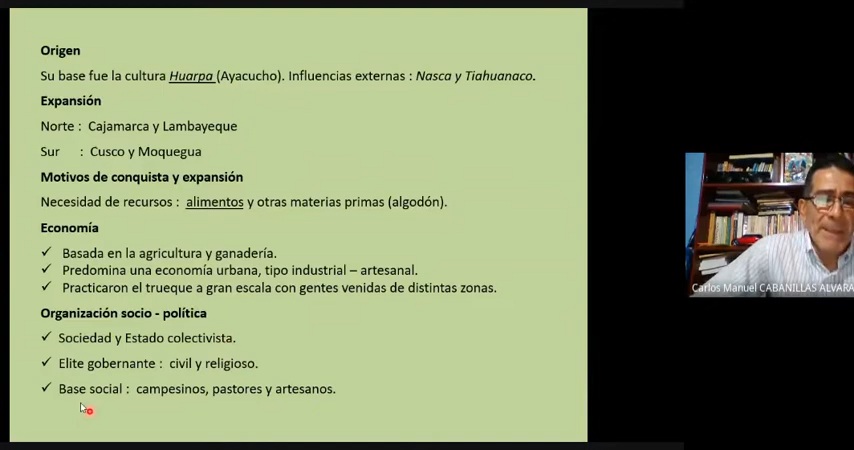 Origen
Su base fue la cultura Huarpa (Ayacucho). Influencias externas : Nasca y Tiahuanaco.
Expansión
Norte : Cajamarca y Lambayeque
Sur : Cusco y Moquegua
Motivos de conquista y expansión
Necesidad de recursos : alimentos y otras materias primas (algodón).
Economía
✓ Basada en la agricultura y ganadería.
✓ Predomina una economía urbana, tipo industrial – artesanal.
✓ Practicaron el trueque a gran escala con gentes venidas de distintas zonas.
Organización socio - política
✓ Sociedad y Estado colectivista.
✓ Elite gobernante : civil y religioso.
✓ Base social : campesinos, pastores y artesanos.
Carlos Manuel CABANILLAS ALVARA